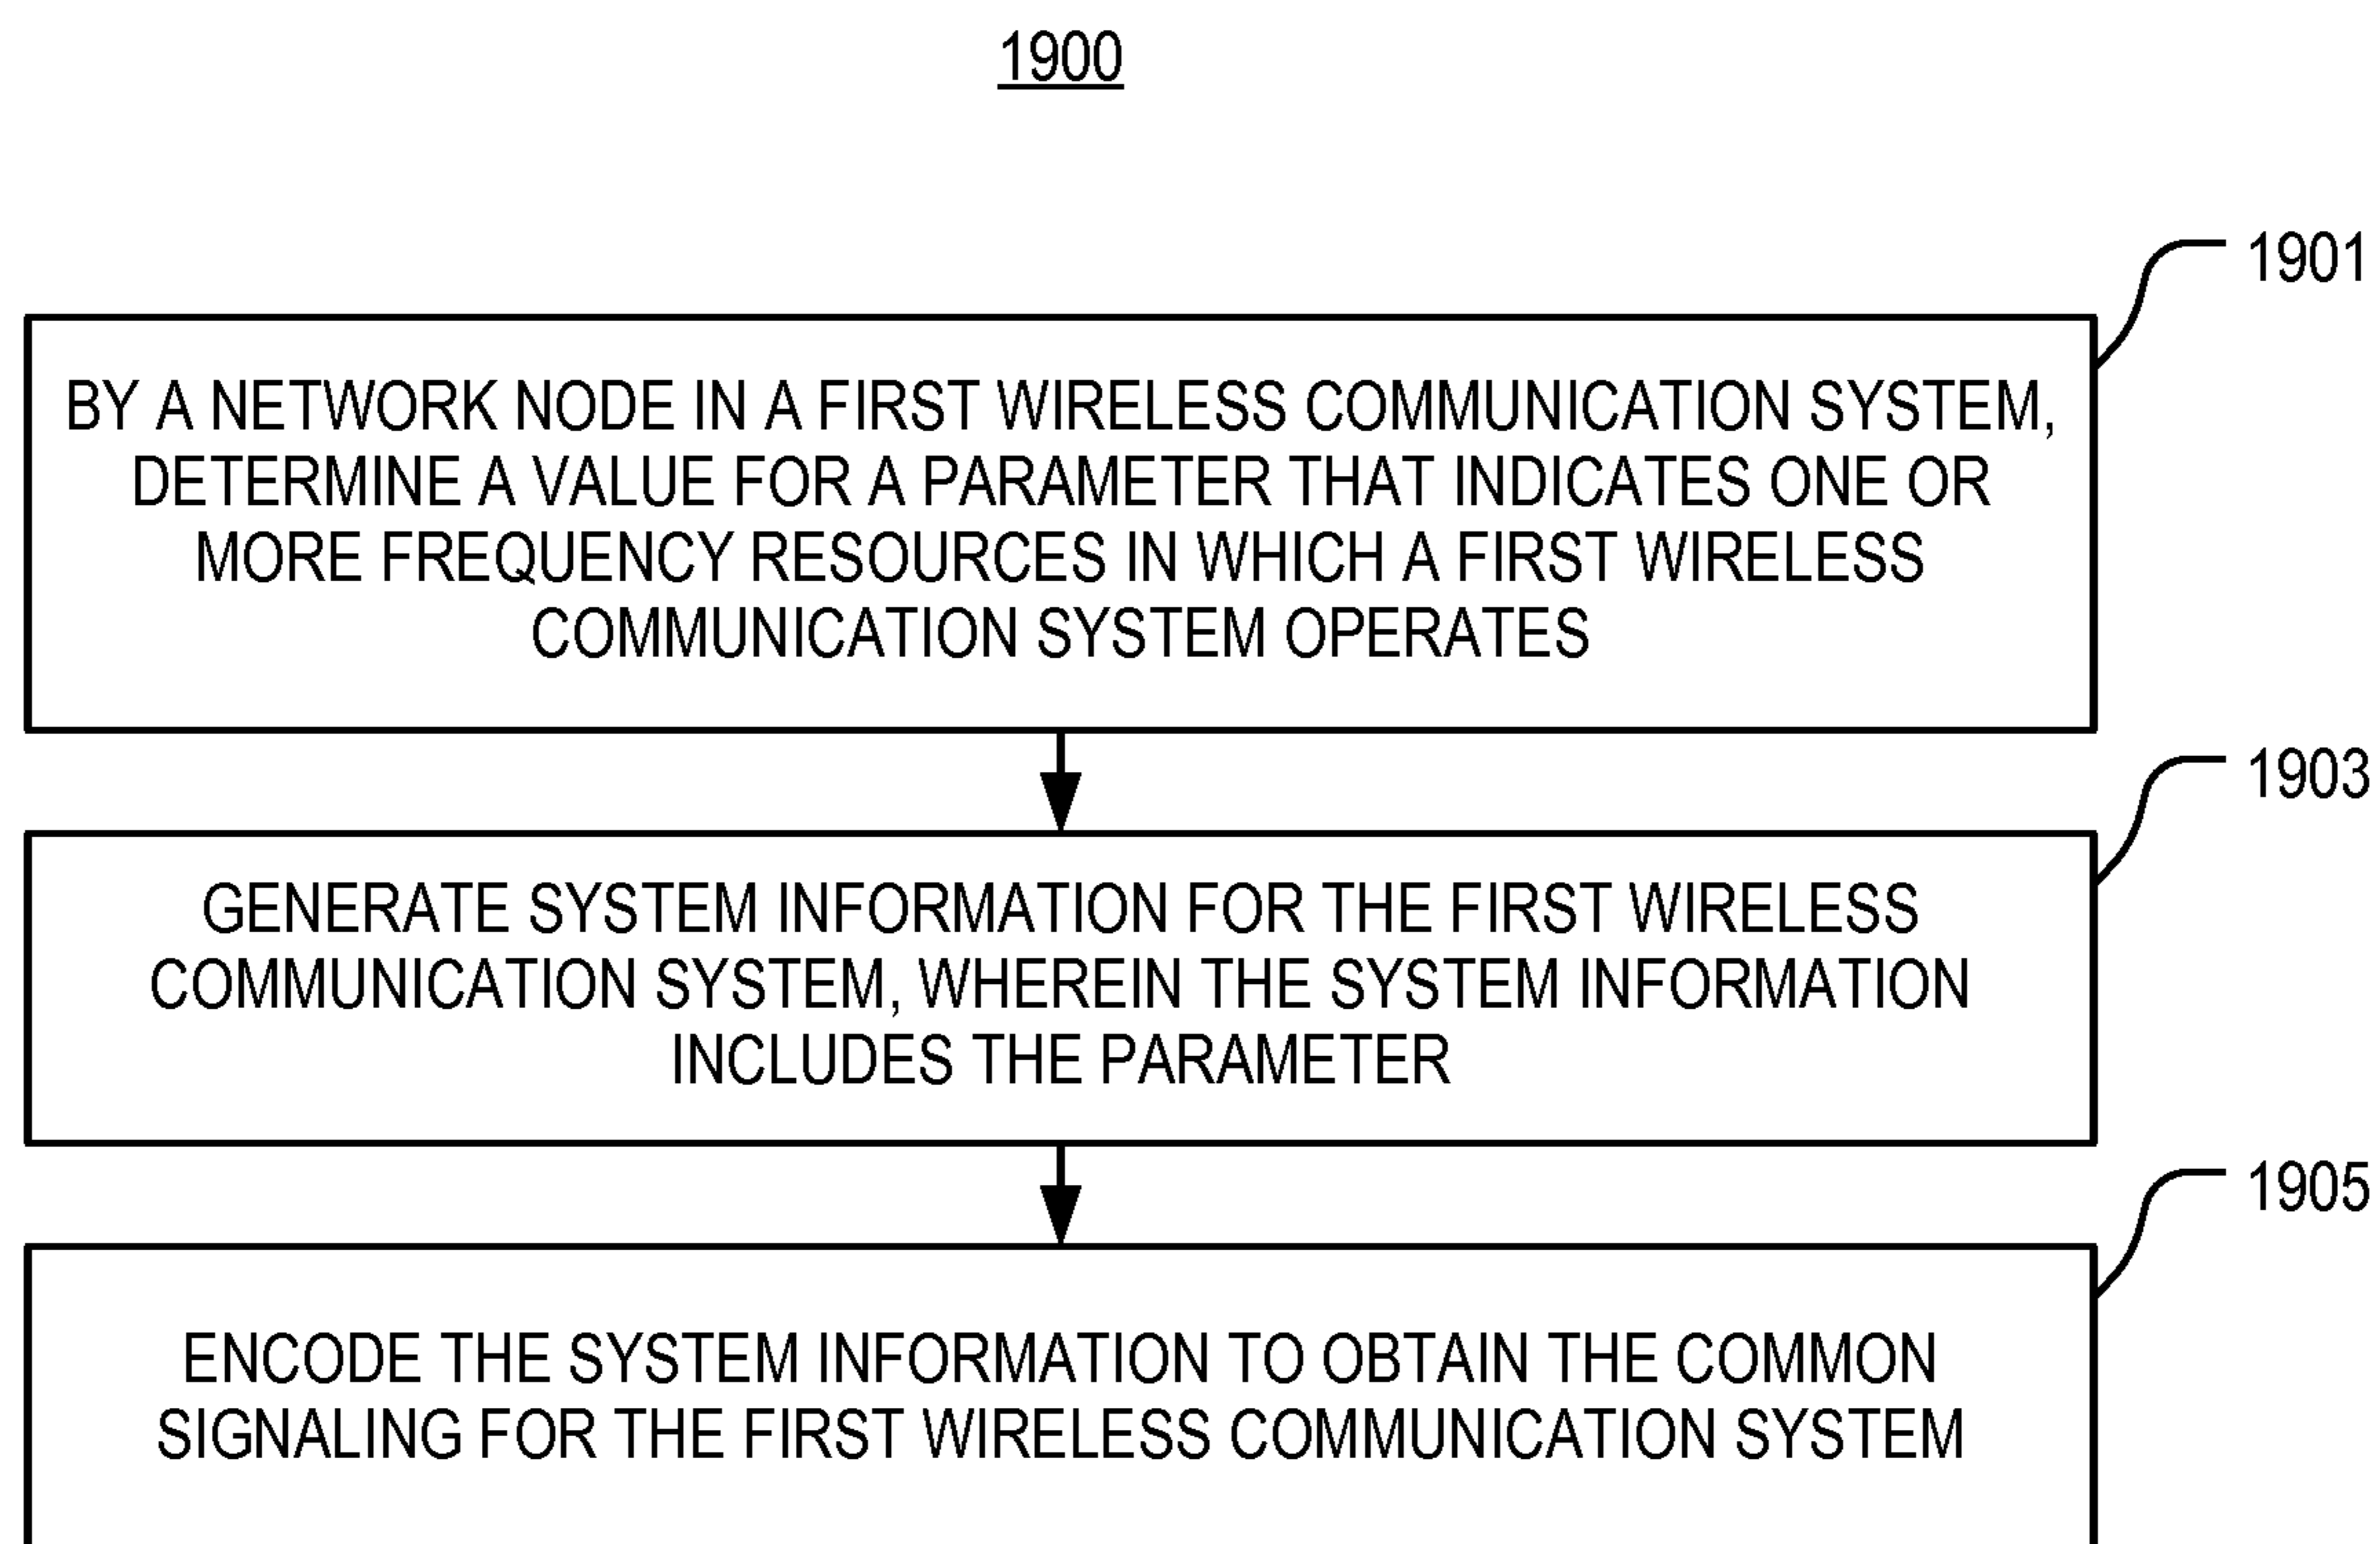 1900
1901
BY A NETWORK NODE IN A FIRST WIRELESS COMMUNICATION SYSTEM,
DETERMINE A VALUE FOR A PARAMETER THAT INDICATES ONE OR
MORE FREQUENCY RESOURCES IN WHICH A FIRST WIRELESS
COMMUNICATION SYSTEM OPERATES
1903
GENERATE SYSTEM INFORMATION FOR THE FIRST WIRELESS
COMMUNICATION SYSTEM, WHEREIN THE SYSTEM INFORMATION
INCLUDES THE PARAMETER
1905
ENCODE THE SYSTEM INFORMATION TO OBTAIN THE COMMON
SIGNALING FOR THE FIRST WIRELESS COMMUNICATION SYSTEM